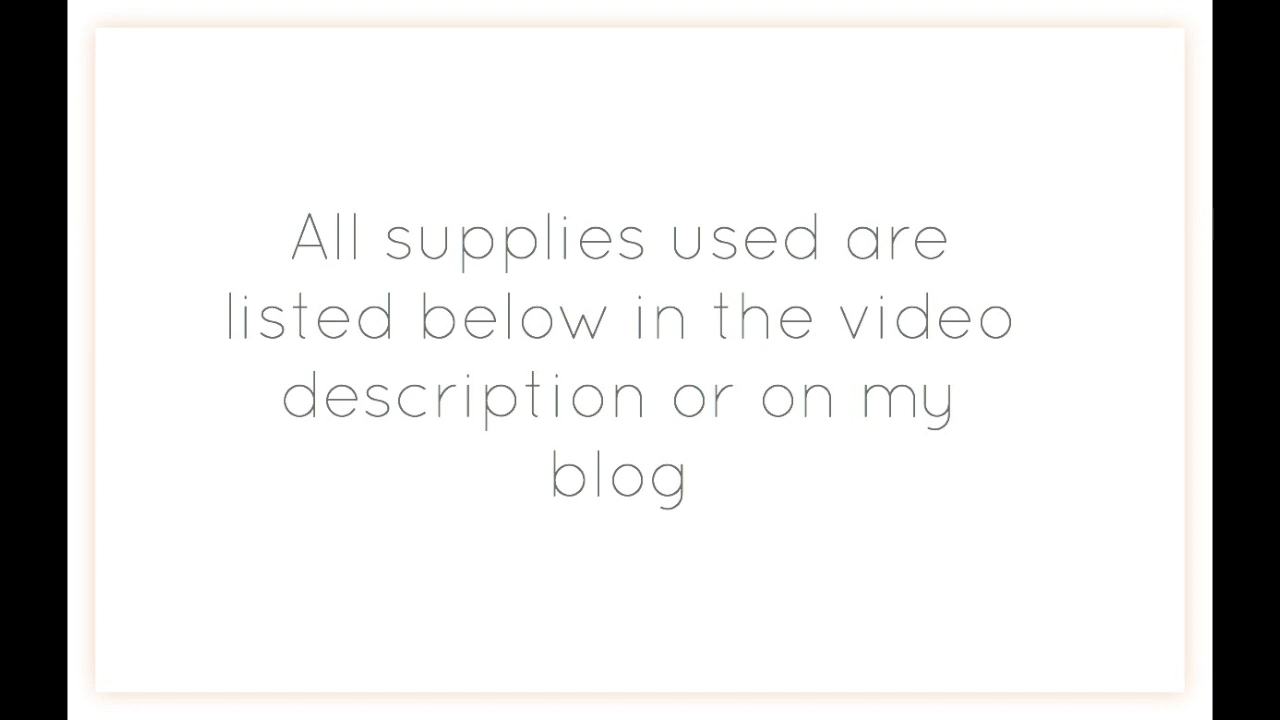 All supplies used are
listed below in the video
description or on my
blog